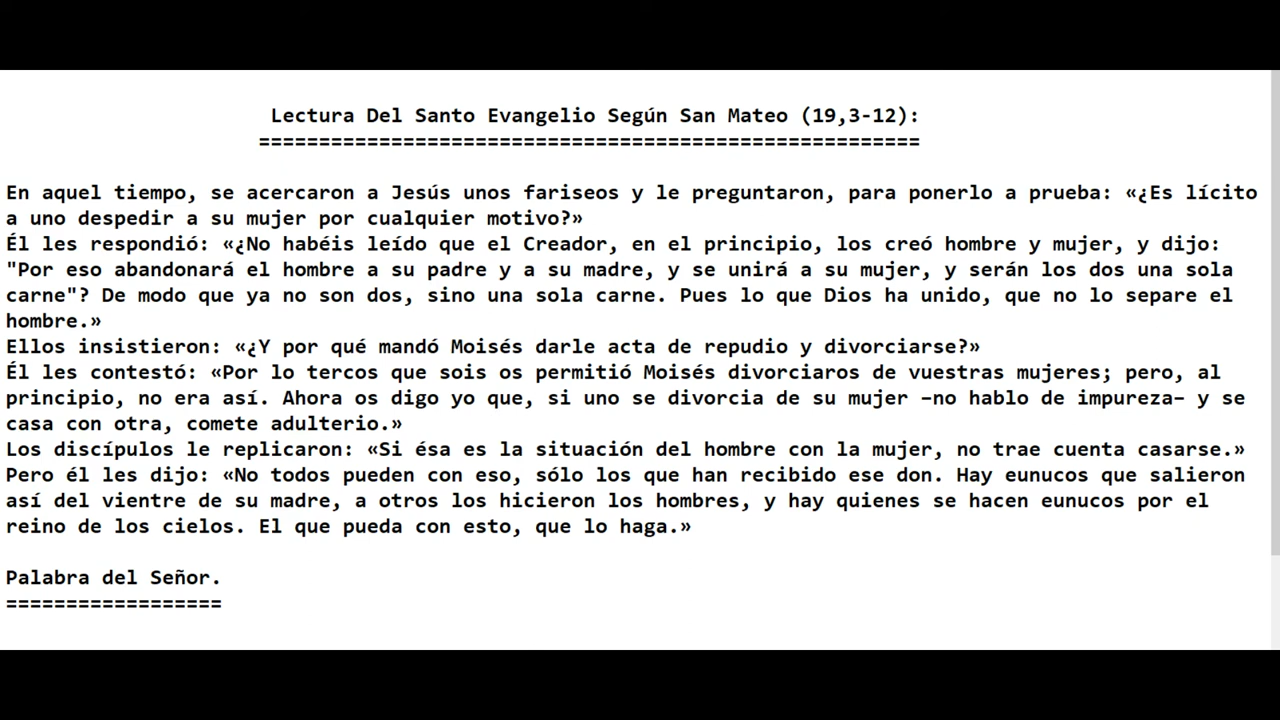 Lectura Del Santo Evangelio Según San Mateo (19,3-12):
=======================================================
En aquel tiempo, se acercaron a Jesús unos fariseos y le preguntaron, para ponerlo a prueba: «¿Es lícito
a uno despedir a su mujer por cualquier motivo?»
Él les respondió: «¿No habéis leído que el Creador, en el principio, los creó hombre y mujer, y dijo:
"Por eso abandonará el hombre a su padre y a su madre, y se unirá a su mujer, y serán los dos una sola
carne"? De modo que ya no son dos, sino una sola carne. Pues lo que Dios ha unido, que no lo separe el
hombre.»
Ellos insistieron: «¿Y por qué mandó Moisés darle acta de repudio y divorciarse?»
Él les contestó: «Por lo tercos que sois os permitió Moisés divorciaros de vuestras mujeres; pero, al
principio, no era así. Ahora os digo yo que, si uno se divorcia de su mujer –no hablo de impureza– y se
casa con otra, comete adulterio.»
Los discípulos le replicaron: «Si ésa es la situación del hombre con la mujer, no trae cuenta casarse.»
Pero él les dijo: «No todos pueden con eso, sólo los que han recibido ese don. Hay eunucos que salieron
así del vientre de su madre, a otros los hicieron los hombres, y hay quienes se hacen eunucos por el
reino de los cielos. El que pueda con esto, que lo haga.»
Palabra del Señor.
==================